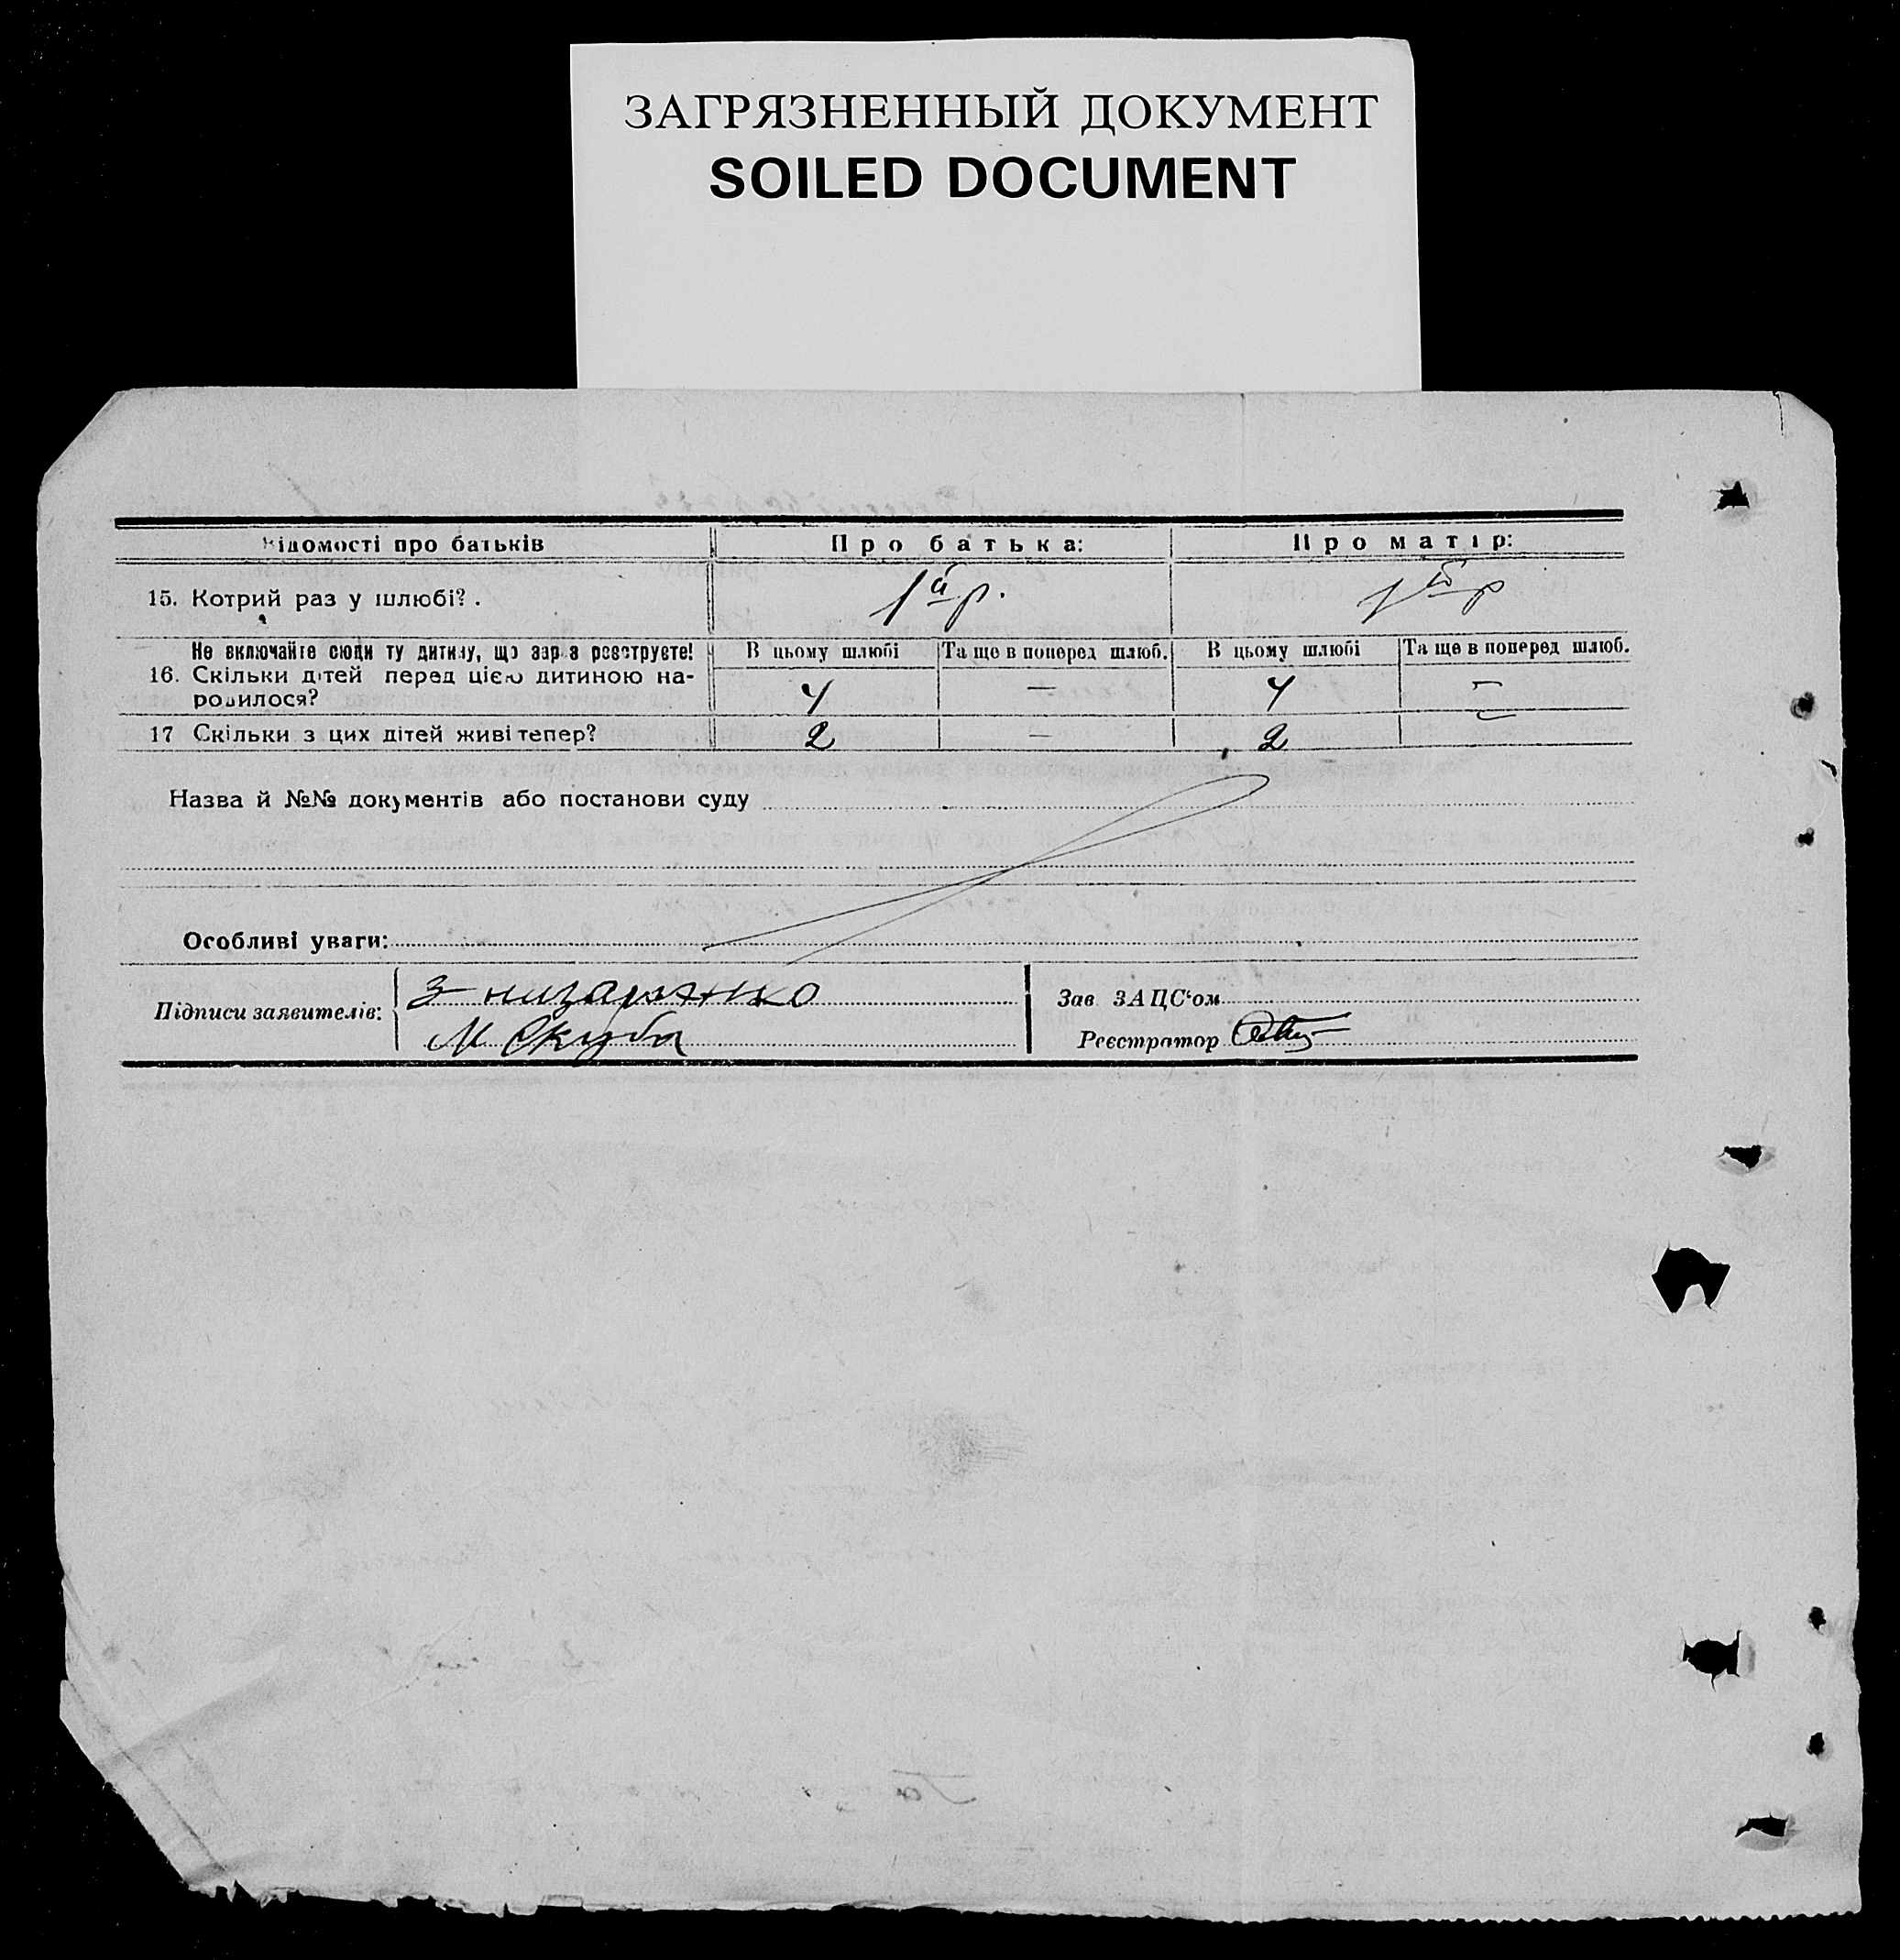 ЗАГРЯЗНЕННЫЙ ДОКУМЕНТ
SOILED DOCUMENT
Відомості про батьків Про батька: Про матір:
15. Котрий раз у шлюбі? . 1й р. 1й р
Не включайте сюди ту дитину, що зараз реєструєте! В цьому шлюбі Та ще в поперед шлюб. В цьому шлюбі Та ще в поперед шлюб.
16. Скільки дітей перед цією дитиною на-
родилося? 4 — 4 —
17 Скільки з цих дітей живі тепер? 2 — 2 —
Назва й №№ документів або постанови суду
Особливі уваги:
Підписи заявителів:
М Скуба
Зав ЗАЦС'ом
Реєстратор